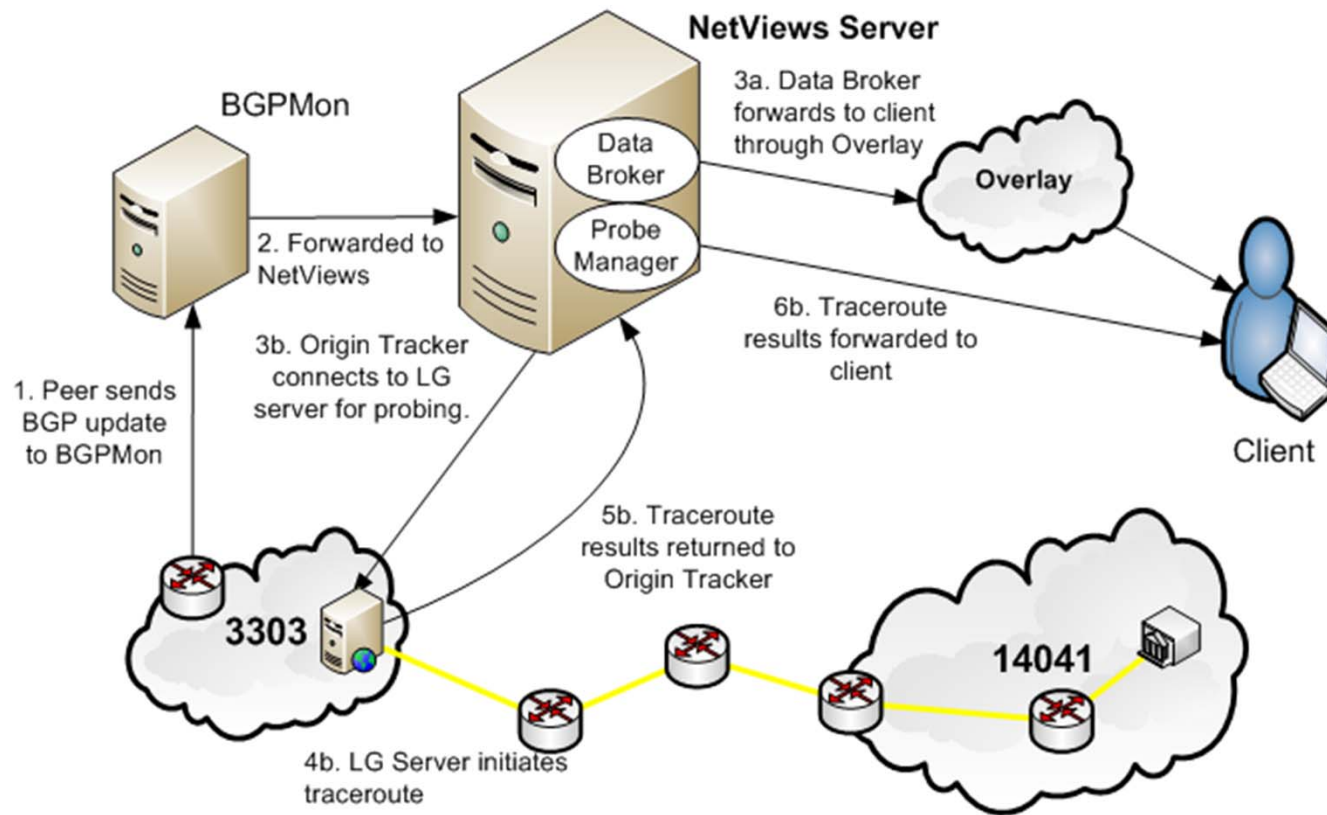 NetViews Server
BGPMon
3a. Data Broker
forwards to client
through Overlay
Data
Broker
Overlay
Probe
Manager
2. Forwarded to
NetViews
6b. Traceroute
results forwarded to
client
3b. Origin Tracker
connects to LG
server for probing.
1. Peer sends
BGP update
to BGPMon
Client
5b. Traceroute
results returned to
Origin Tracker
3303
14041
4b. LG Server initiates
traceroute